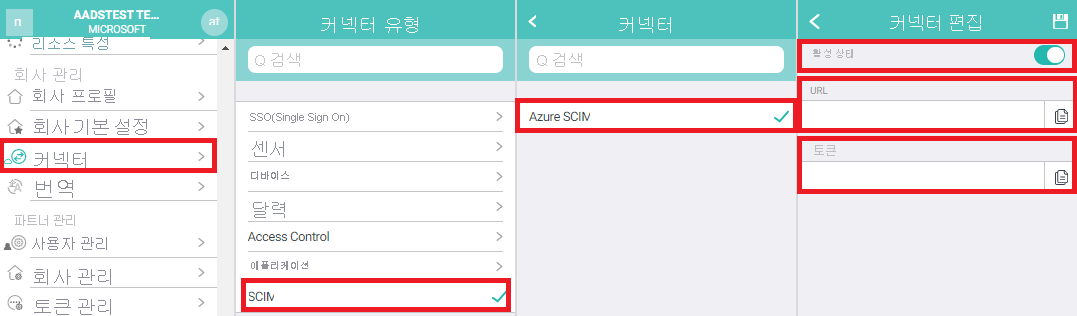 n
AADSTEST TE...
MICROSOFT
at
리소스 특성
회사 관리
회사 프로필
회사기본 설정
커넥터
번역
파트너 관리
사용자 관리
회사 관리
토큰 관리
커넥터 유형
검색
SSO(Single Sign On)
센서
디바이스
달력
Access Control
애플리케이션
SCIM
커넥터
검색
Azure SCIM
커넥터 편집
활성 상태
URL
토큰